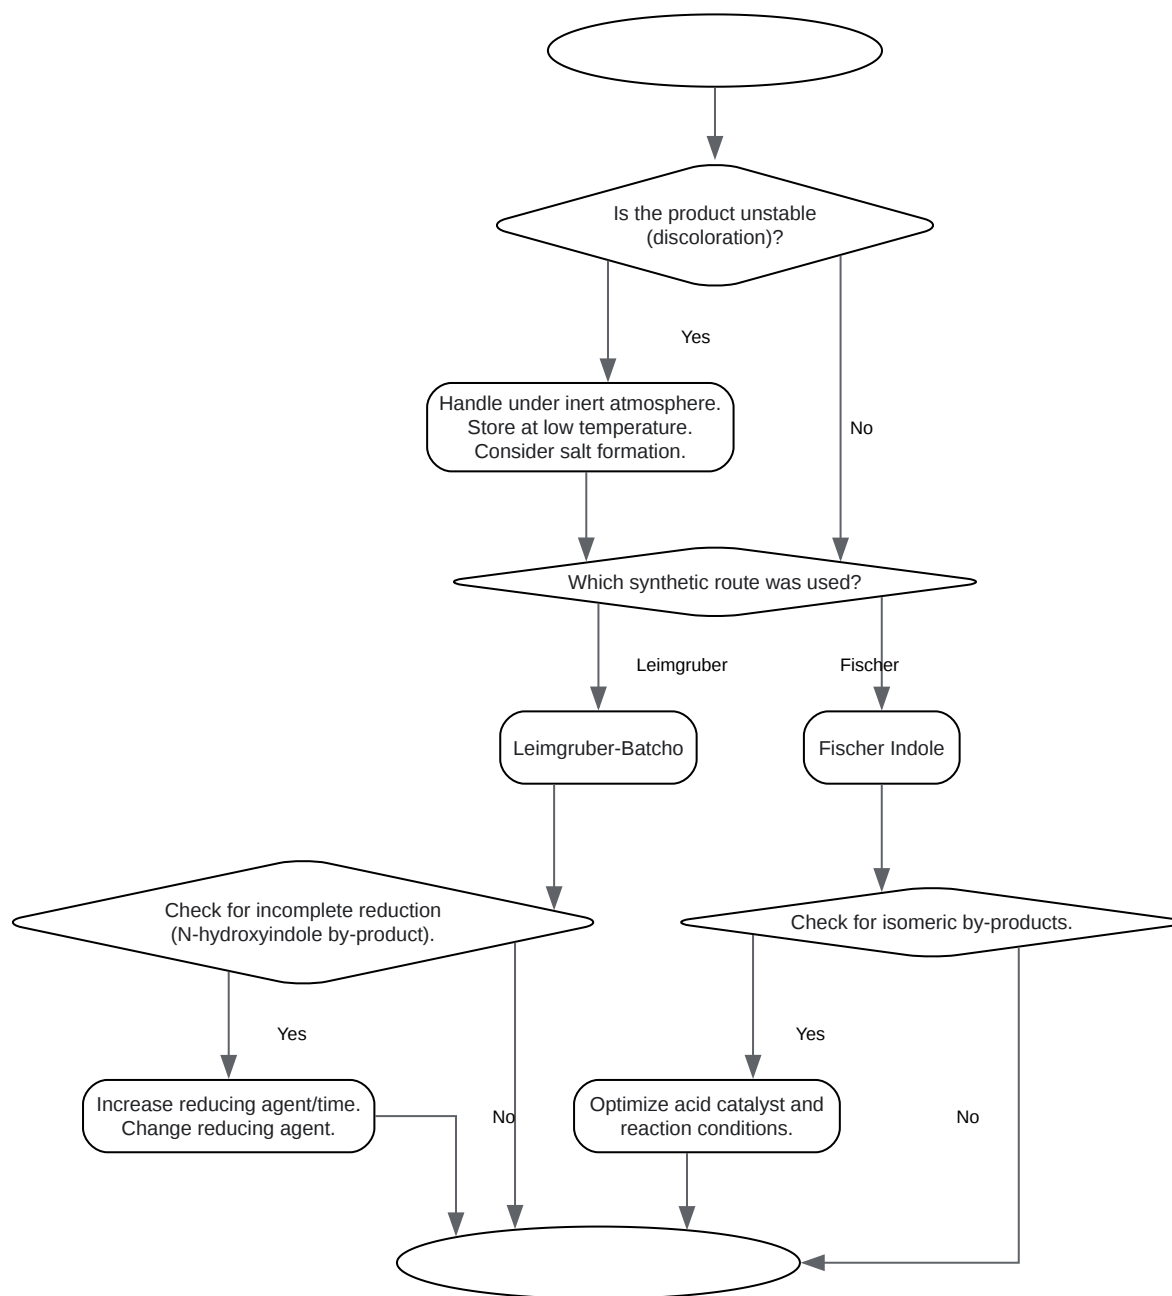 Is the product unstable
(discoloration)?
Yes
Handle under inert atmosphere.
Store at low temperature.
Consider salt formation.
No
Which synthetic route was used?
Leimgruber
Fischer
Leimgruber-Batcho
Fischer Indole
Check for incomplete reduction
(N-hydroxyindole by-product).
Check for isomeric by-products.
Yes
Yes
Increase reducing agent/time.
Change reducing agent.
No
Optimize acid catalyst and
reaction conditions.
No